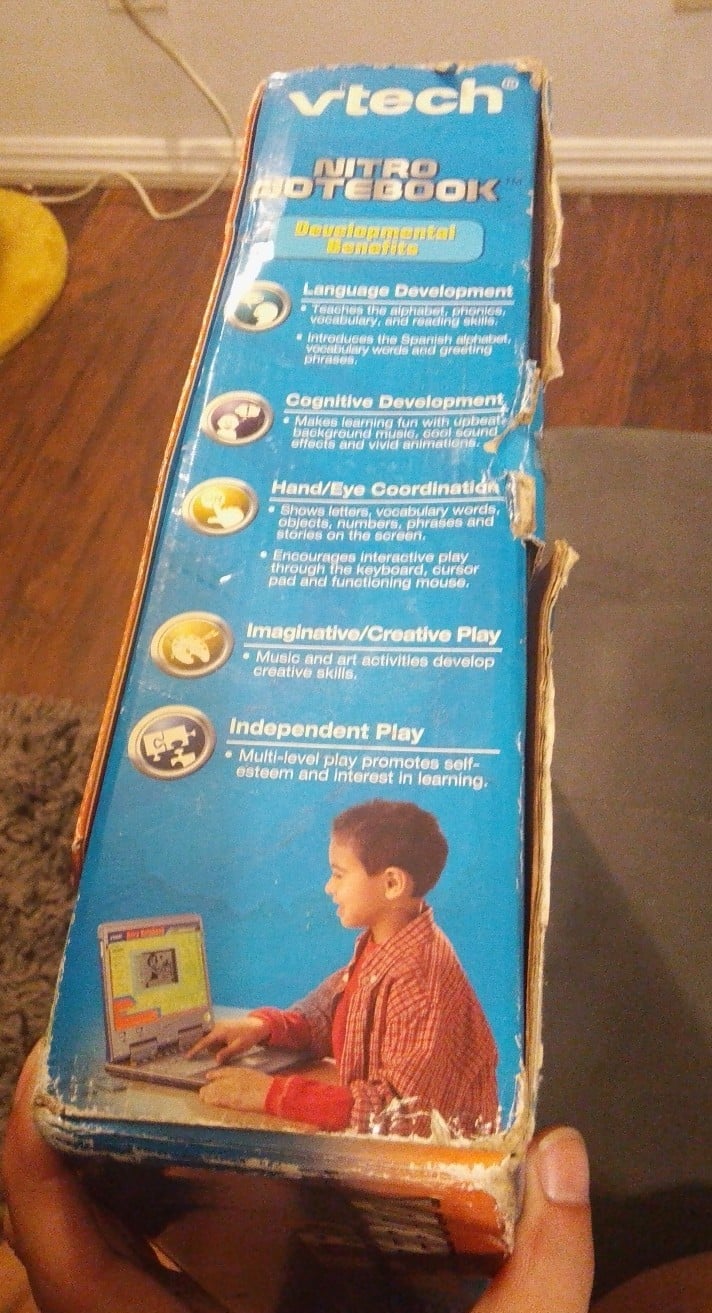 vtech®
NITRO
NOTEBOOK™
Developmental
Benefits
Language Development
• Teaches the alphabet, phonics,
vocabulary, and reading skills.
• Introduces the Spanish alphabet,
vocabulary words and greeting
phrases.
Cognitive Development
• Makes learning fun with upbeat
background music, cool sound
effects and vivid animations.
Hand/Eye Coordination
• Shows letters, vocabulary words,
objects, numbers, phrases and
stories on the screen.
• Encourages interactive play
through the keyboard, cursor
pad and functioning mouse.
Imaginative/Creative Play
• Music and art activities develop
creative skills.
Independent Play
• Multi-level play promotes self-
esteem and interest in learning.